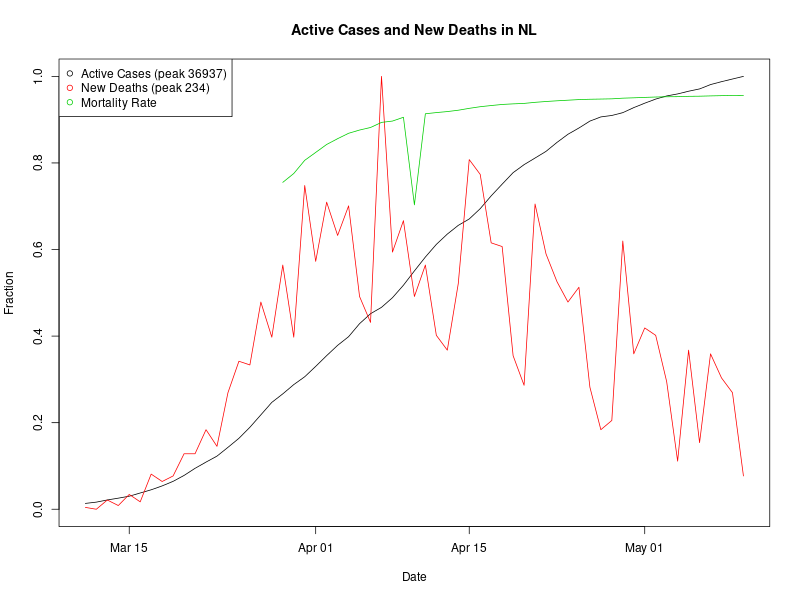 Active Cases and New Deaths in NL
Active Cases (peak 36937)
New Deaths (peak 234)
Mortality Rate
1.0
0.8
0.6
0.4
0.2
0.0
Fraction
Mar 15
Apr 01
Apr 15
May 01
Date